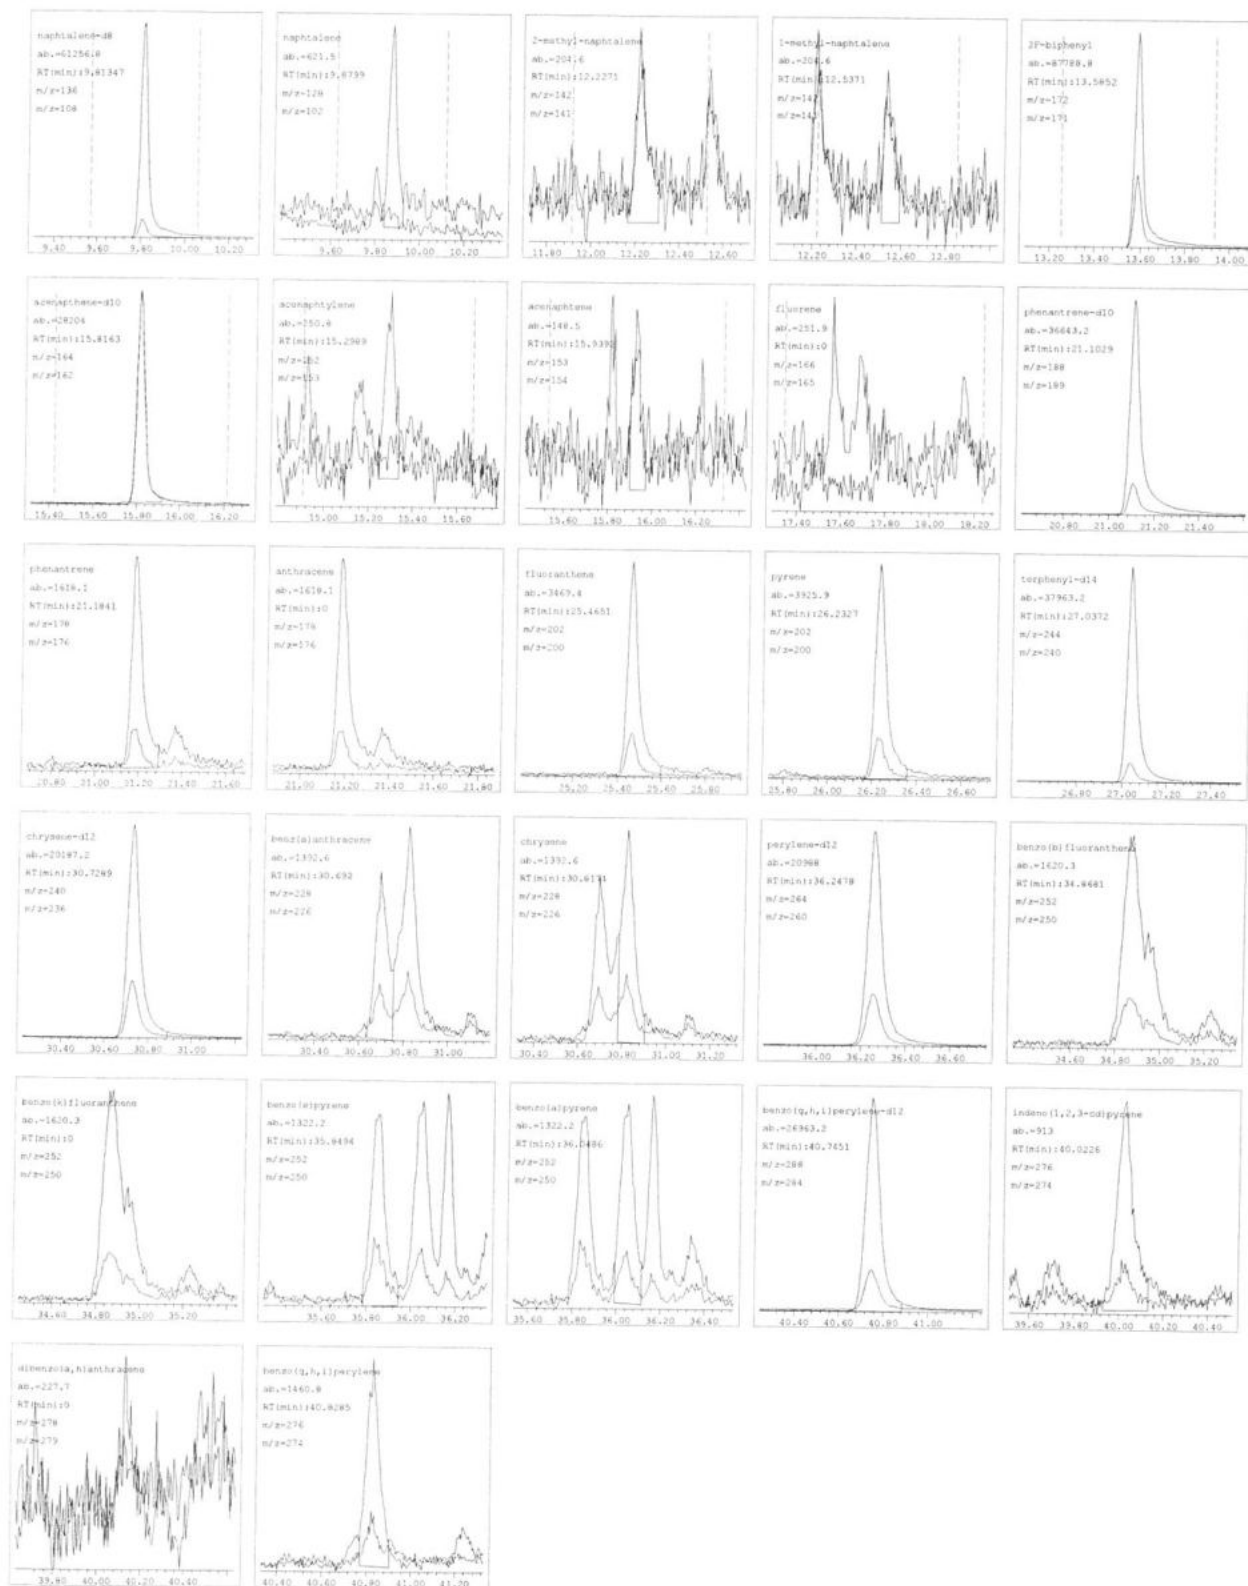 naphtalene-d8
ab.=61256.8
RT(min):9.81347
m/z=136
m/z=108
9.40 9.60 9.80 10.00 10.20
naphtalene
ab.=621.5
RT(min):9.8739
m/z=128
m/z=102
9.60 9.80 10.00 10.20
2-methyl-naphtalene
ab.=204.6
RT(min):12.2271
m/z=142
m/z=141
11.80 12.00 12.20 12.40 12.60
1-methyl-naphtalene
ab.=204.6
RT(min):12.5371
m/z=142
m/z=141
12.20 12.40 12.60 12.80
2F-biphenyl
ab.=87788.8
RT(min):13.5852
m/z=172
m/z=171
13.20 13.40 13.60 13.80 14.00
acenapthene-d10
ab.=28204
RT(min):15.8163
m/z=164
m/z=162
15.40 15.60 15.80 16.00 16.20
acenaphtylene
ab.=250.8
RT(min):15.2989
m/z=152
m/z=153
15.00 15.20 15.40 15.60
acenaphtene
ab.=148.5
RT(min):15.9392
m/z=153
m/z=154
15.60 15.80 16.00 16.20
fluorene
ab.=251.9
RT(min):0
m/z=166
m/z=165
17.40 17.60 17.80 18.00 18.20
phenantrene-d10
ab.=36643.2
RT(min):21.1029
m/z=188
m/z=189
20.80 21.00 21.20 21.40
phenantrene
ab.=1618.1
RT(min):21.1841
m/z=178
m/z=176
20.80 21.00 21.20 21.40 21.60
anthracene
ab.=1618.1
RT(min):0
m/z=178
m/z=176
21.00 21.20 21.40 21.60 21.80
fluoranthene
ab.=3469.4
RT(min):25.4651
m/z=202
m/z=200
25.20 25.40 25.60 25.80
pyrene
ab.=3925.9
RT(min):26.2327
m/z=202
m/z=200
25.80 26.00 26.20 26.40 26.60
terphenyl-d14
ab.=37963.2
RT(min):27.0372
m/z=244
m/z=240
26.80 27.00 27.20 27.40
chrysene-d12
ab.=20187.2
RT(min):30.7289
m/z=240
m/z=236
30.40 30.60 30.80 31.00
benz(a)anthracene
ab.=1392.6
RT(min):30.692
m/z=228
m/z=226
30.40 30.60 30.80 31.00
chrysene
ab.=1392.6
m/z=228
m/z=226
30.40 30.60 30.80 31.00 31.20
perylene-d12
ab.=20988
RT(min):36.2478
m/z=264
m/z=260
36.00 36.20 36.40 36.60
benzo(b)fluoranthene
ab.=1620.3
RT(min):34.8681
m/z=252
m/z=250
34.60 34.80 35.00 35.20
benzo(k)fluoranthene
ab.=1620.3
RT(min):0
m/z=252
m/z=250
34.60 34.80 35.00 35.20
benzo(e)pyrene
ab.=1322.2
RT(min):35.8494
m/z=252
m/z=250
35.60 35.80 36.00 36.20
benzo(a)pyrene
ab.=1322.2
RT(min):36.0486
m/z=252
m/z=250
35.60 35.80 36.00 36.20 36.40
benzo(g,h,i)perylene-d12
ab.=26963.2
RT(min):40.7451
m/z=288
m/z=284
40.40 40.60 40.80 41.00
indeno(1,2,3-cd)pyrene
ab.=913
RT(min):40.0226
m/z=276
m/z=274
39.60 39.80 40.00 40.20 40.40
dibenzo(a,h)anthracene
ab.=227.7
RT(min):0
m/z=278
m/z=279
39.80 40.00 40.20 40.40
benzo(g,h,i)perylene
ab.=1460.8
RT(min):40.8285
m/z=276
m/z=274
40.40 40.60 40.80 41.00 41.20